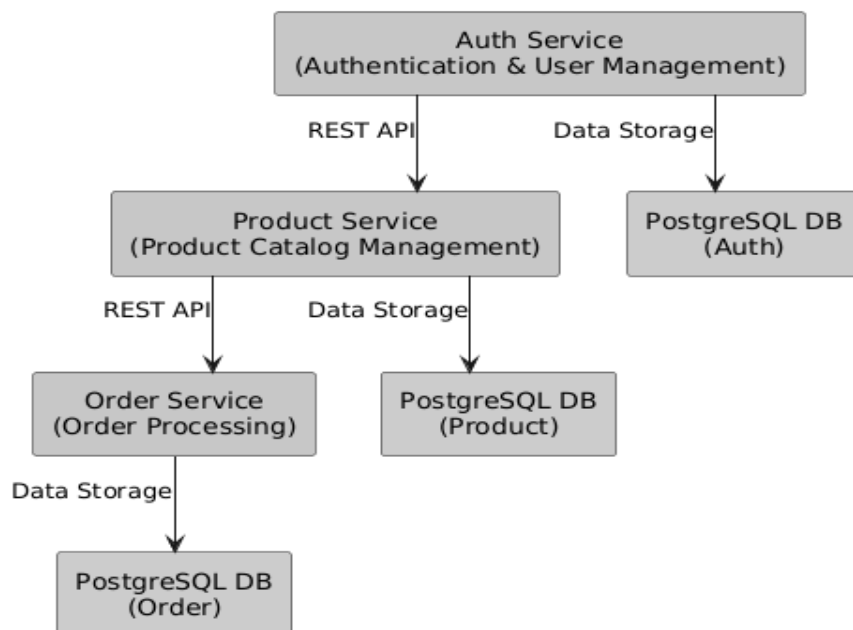 Auth Service
(Authentication & User Management)
REST API
Data Storage
Product Service
(Product Catalog Management)
PostgreSQL DB
(Auth)
REST API
Data Storage
Order Service
(Order Processing)
PostgreSQL DB
(Product)
Data Storage
PostgreSQL DB
(Order)